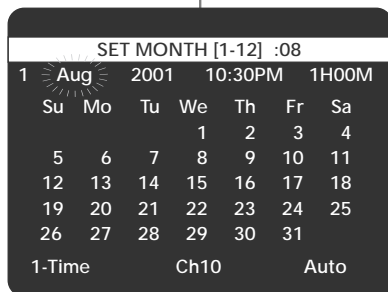 SET MONTH [1-12] :08
1 Aug 2001 10:30PM 1H00M
Su Mo Tu We Th Fr Sa
1 2 3 4
5 6 7 8 9 10 11
12 13 14 15 16 17 18
19 20 21 22 23 24 25
26 27 28 29 30 31
1-Time Ch10 Auto